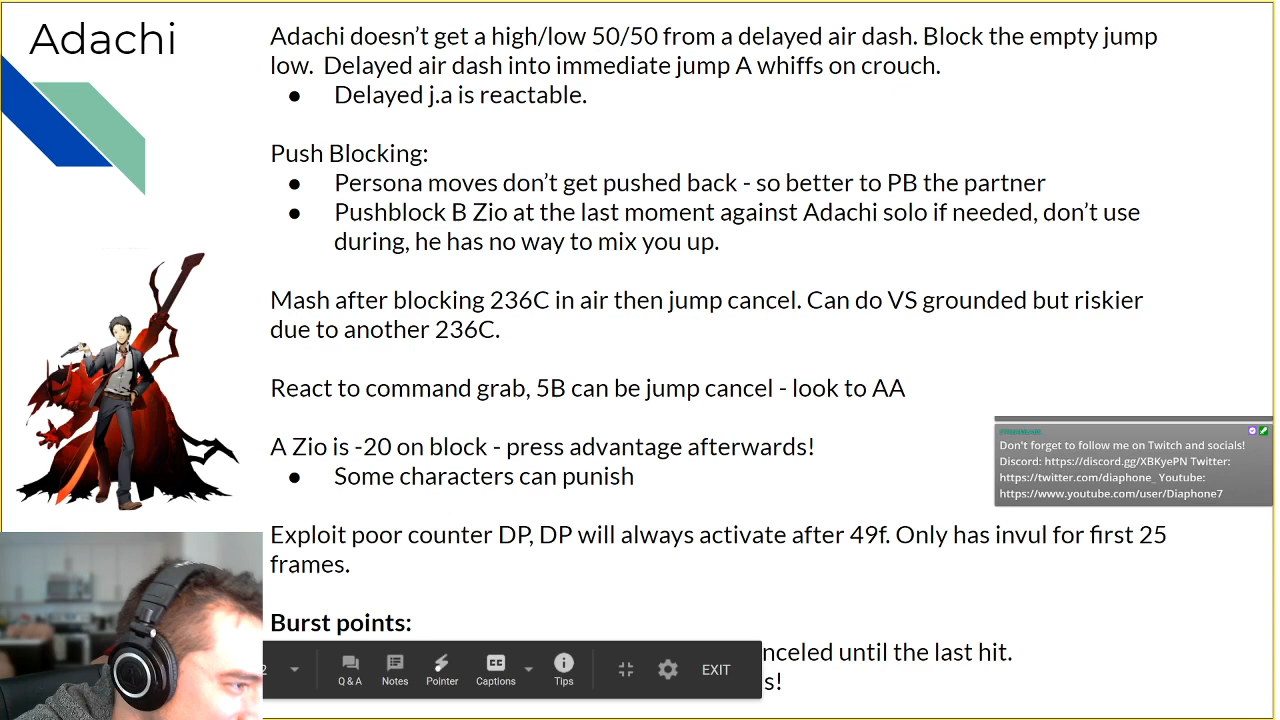 Adachi
Adachi doesn't get a high/low 50/50 from a delayed air dash. Block the empty jump
low.  Delayed air dash into immediate jump A whiffs on crouch.
● Delayed j.a is reactable.
Push Blocking:
● Persona moves don't get pushed back - so better to PB the partner
● Pushblock B Zio at the last moment against Adachi solo if needed, don't use
during, he has no way to mix you up.
Mash after blocking 236C in air then jump cancel. Can do VS grounded but riskier
due to another 236C.
React to command grab, 5B can be jump cancel - look to AA
A Zio is -20 on block - press advantage afterwards!
● Some characters can punish
Don't forget to follow me on Twitch and socials!
Discord: https://discord.gg/XBKyePN Twitter:
https://twitter.com/diaphone_ Youtube:
https://www.youtube.com/user/Diaphone7
Exploit poor counter DP, DP will always activate after 49f. Only has invul for first 25
frames.
Burst points:
nceled until the last hit.
s!
2
Q & A
Notes
Pointer
CC
Captions
Tips
EXIT